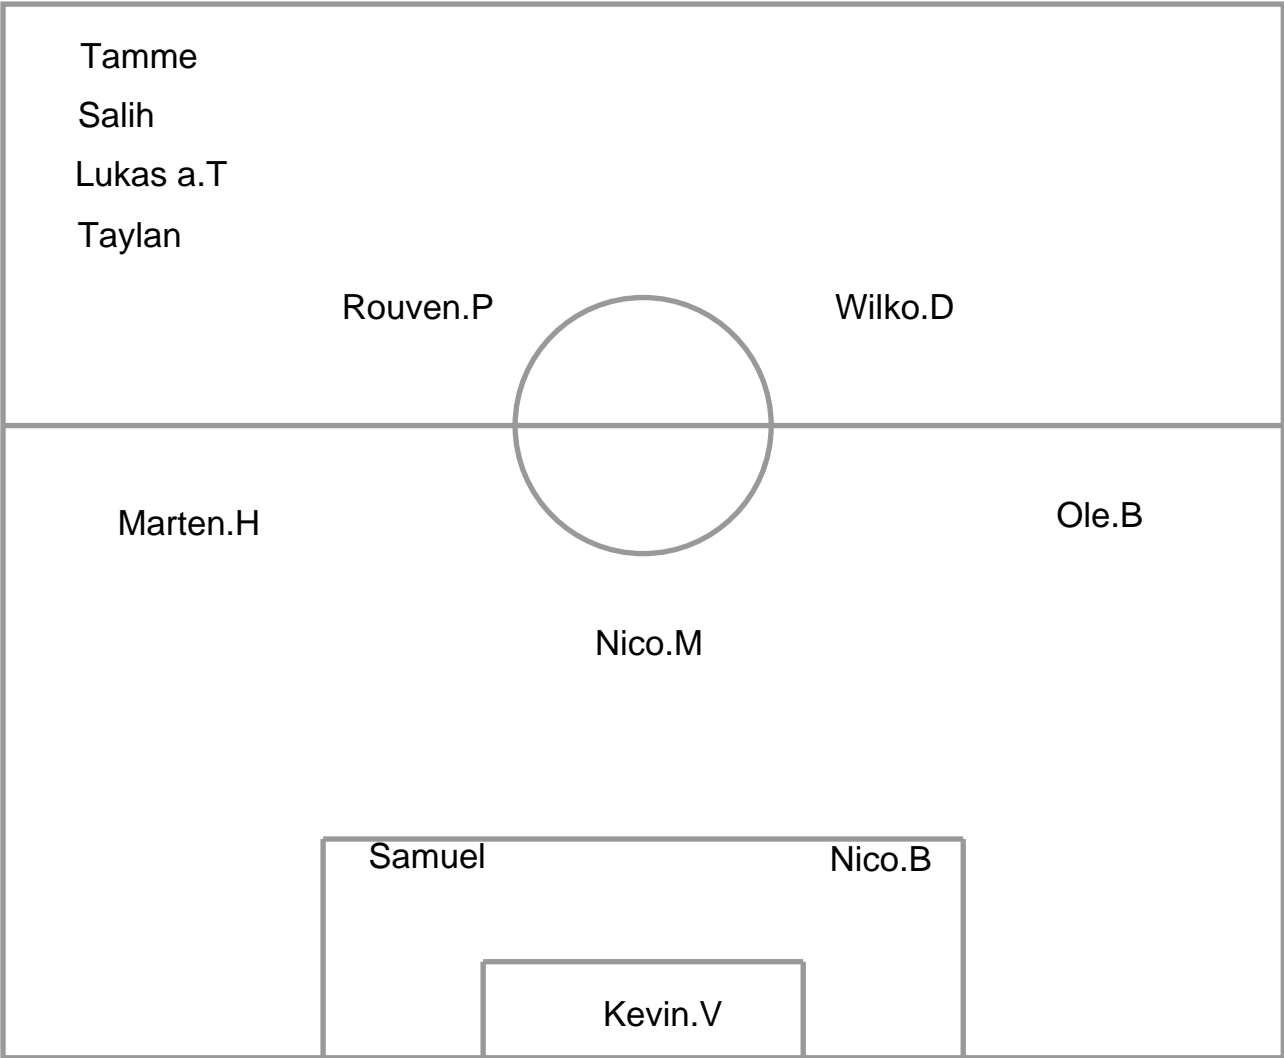 Tamme
Salih
Lukas a.T
Taylan
Rouven.P
Wilko.D
Marten.H
Ole.B
Nico.M
Samuel
Nico.B
Kevin.V